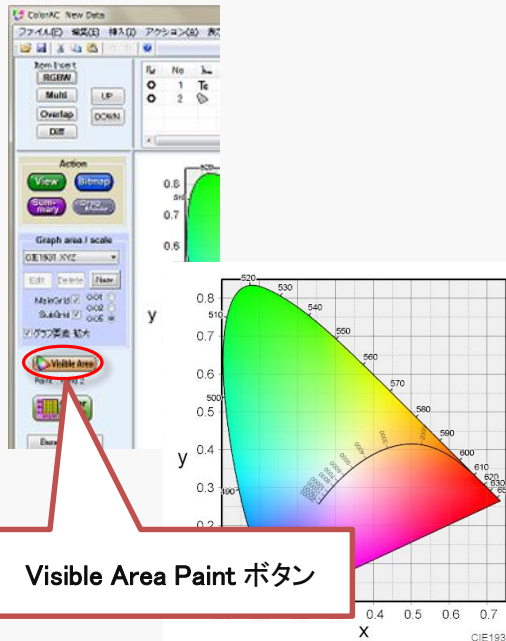 ColorAC New Data
ファイル(F) 編集(E) 挿入(I) アクション(A)
Item Insert
RGBW
Multi
UP
Overlap
DOWN
Diff
Ref No
1
2
Action
View
Bitmap
Sum-
mary
Graph area / scale
CIE1931 XYZ
Edit Delete New
MainGrid 0.01
0.02
SubGrid 0.05
グラフ要素 拡大
Visible Area
520
0.8
510
0.7
0.6
y
520
530
0.8
510
540
0.7
550
560
0.6
570
500
0.5
580
590
0.4
600
y
610
620
630
0.3
490
0.2
Visible Area Paint ボタン
0.4 0.5 0.6 0.7
x
CIE193